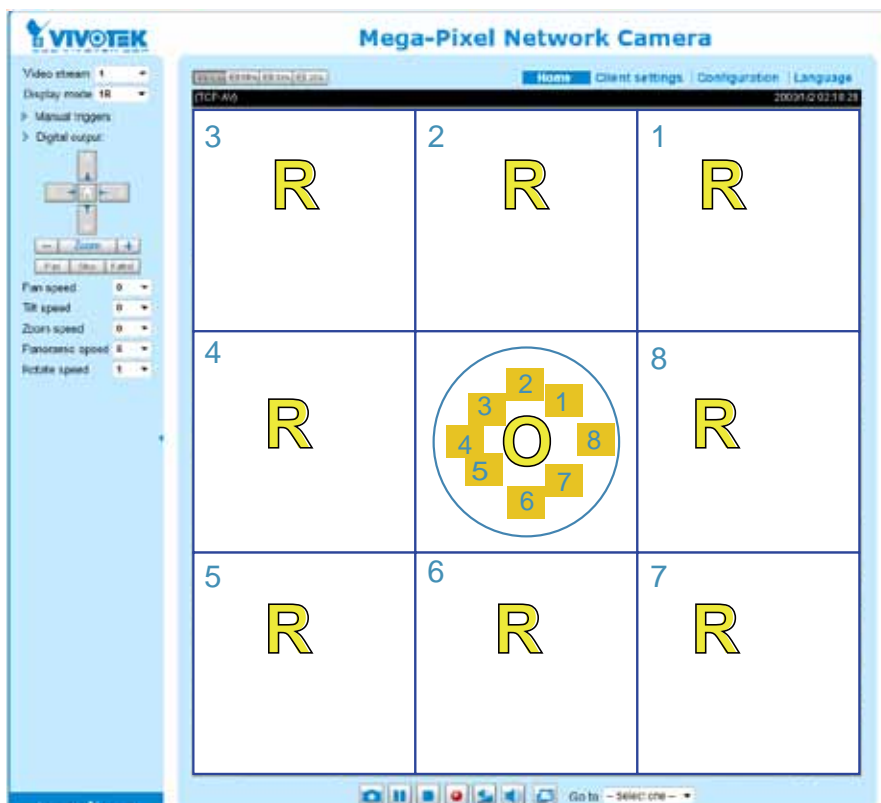 VIVOTEK
Mega-Pixel Network Camera
Video stream 1
Display mode 1R
Manual triggers
Digital output:
Zoom
Pan Stop Patrol
Pan speed 0
Tilt speed 0
Zoom speed 0
Panoramic speed
Rotate speed 1
Home Client settings Configuration Language
(TCP-AV)
3 2 1
R R R
4 8
R R
2
3 1
4 O 8
5 7
6
5 6 7
R R R
Go to -- Select one --